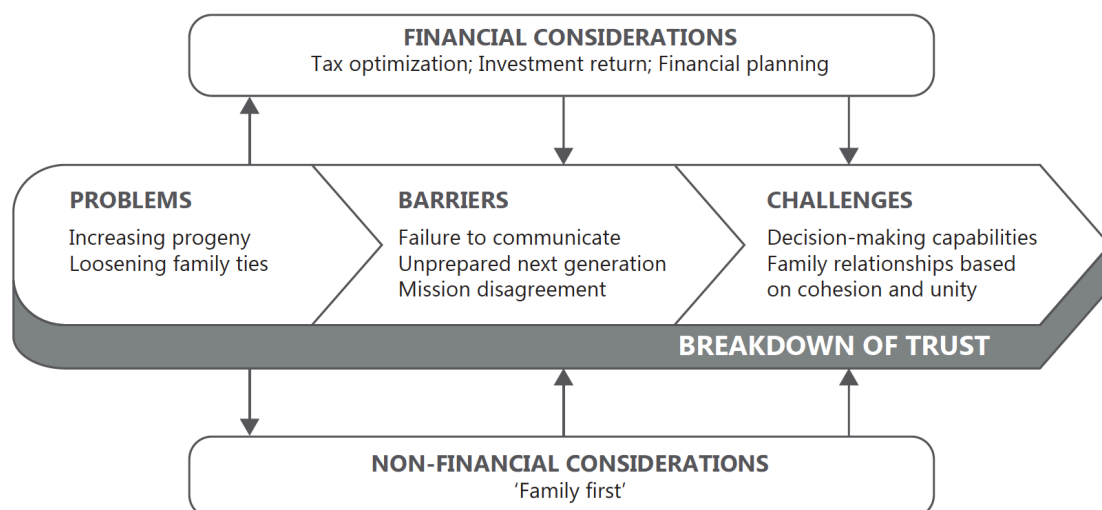 FINANCIAL CONSIDERATIONS
Tax optimization; Investment return; Financial planning
PROBLEMS
Increasing progeny
Loosening family ties
BARRIERS
Failure to communicate
Unprepared next generation
Mission disagreement
CHALLENGES
Decision-making capabilities
Family relationships based
on cohesion and unity
BREAKDOWN OF TRUST
NON-FINANCIAL CONSIDERATIONS
‘Family first’